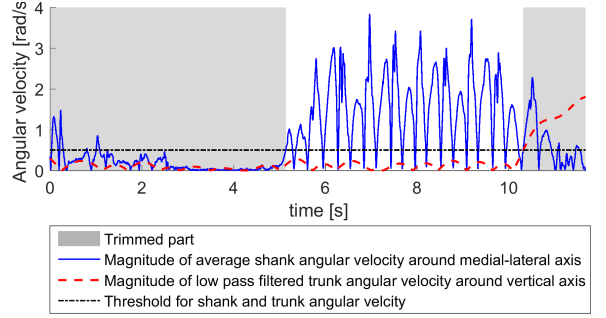 Angular velocity [rad/s
4
3
2
1
0
0 2 4 6 8 10
time [s]
Trimmed part
Magnitude of average shank angular velocity around medial-lateral axis
Magnitude of low pass filtered trunk angular velocity around vertical axis
Threshold for shank and trunk angular velcity